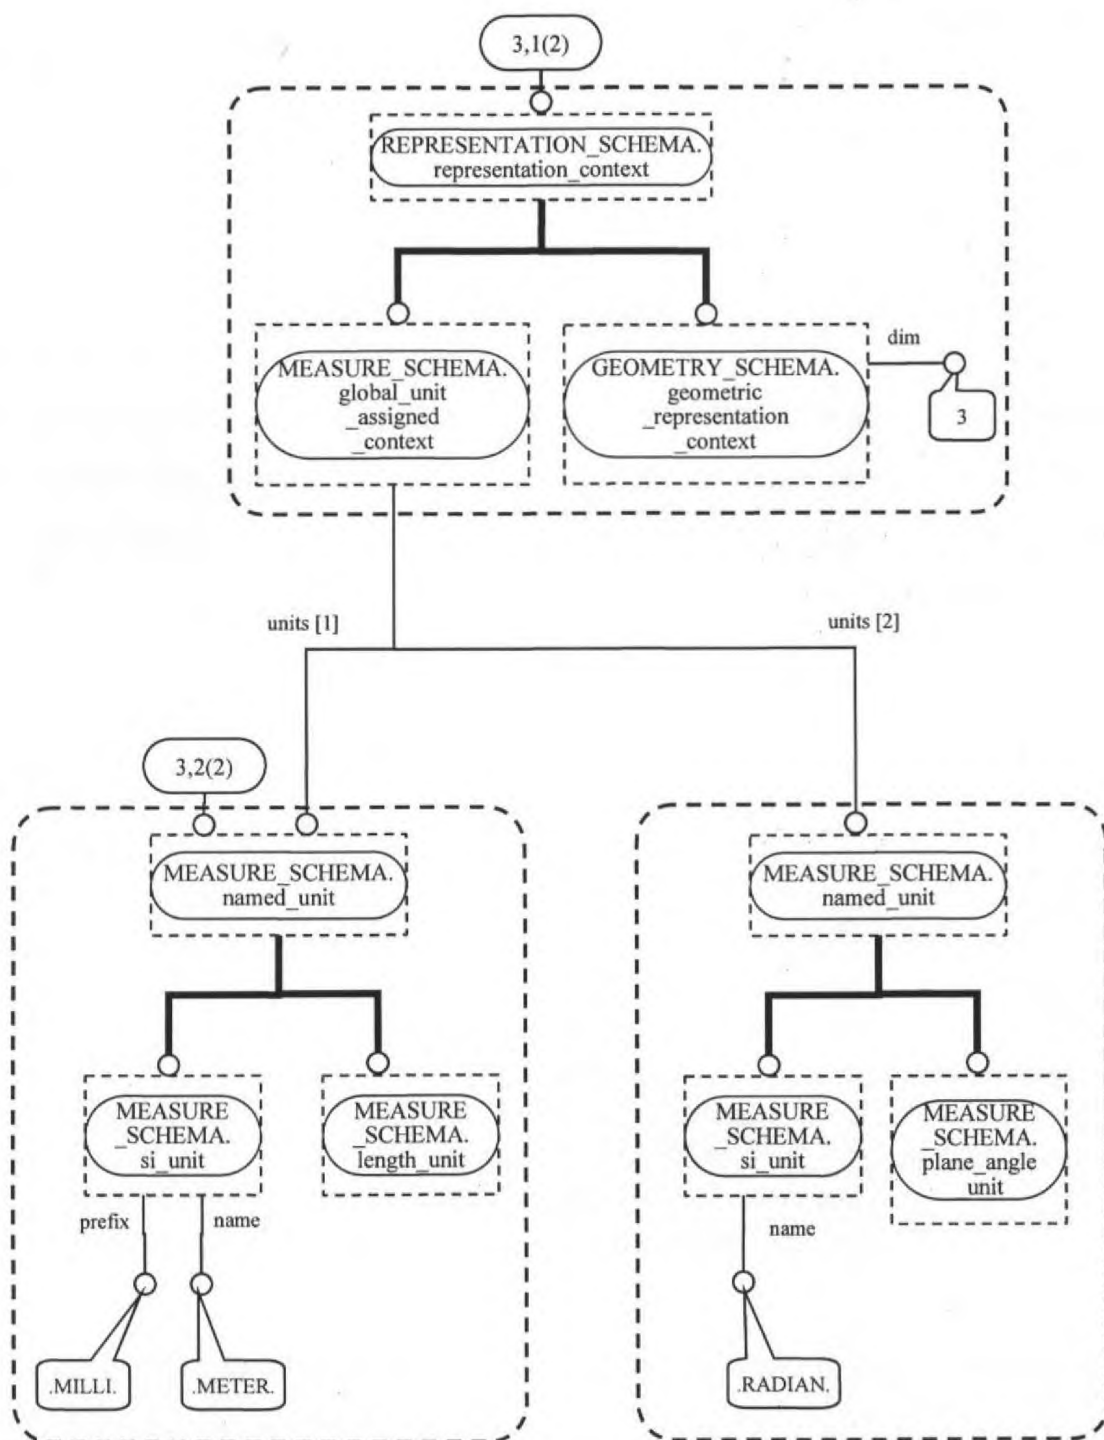 3,1(2)
REPRESENTATION_SCHEMA.
representation_context
MEASURE_SCHEMA.
global_unit
_assigned
_context
GEOMETRY_SCHEMA.
geometric
_representation
_context
dim
3
units [1]
units [2]
3,2(2)
MEASURE_SCHEMA.
named_unit
MEASURE_SCHEMA.
named_unit
MEASURE
_SCHEMA.
si_unit
MEASURE
_SCHEMA.
length_unit
MEASURE
_SCHEMA.
si_unit
MEASURE
_SCHEMA.
plane_angle
unit
prefix
name
name
.MILLI.
.METER.
.RADIAN.